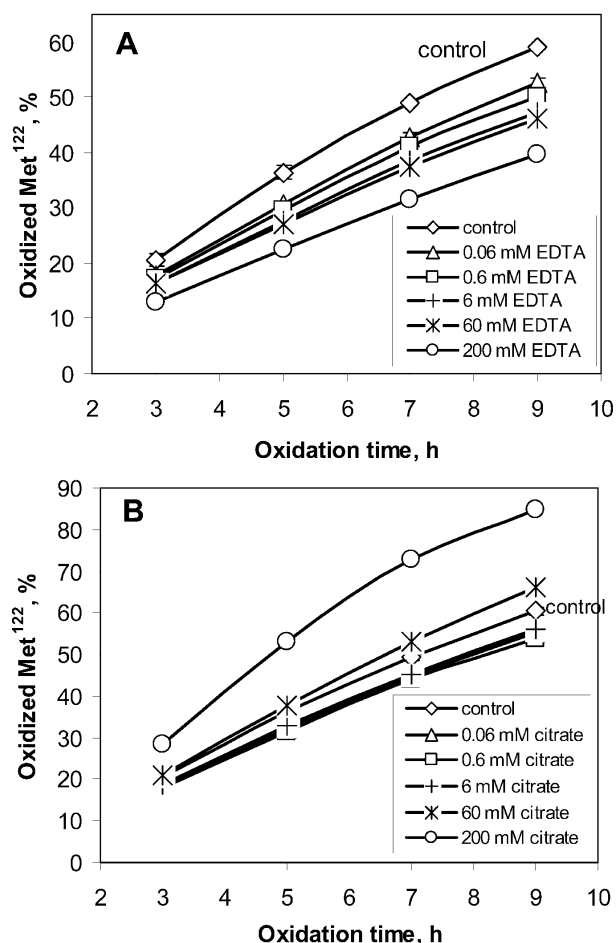 A
control
60
50
40
30
20
10
0
Oxidized Met122, %
control
0.06 mM EDTA
0.6 mM EDTA
6 mM EDTA
60 mM EDTA
200 mM EDTA
2 3 4 5 6 7 8 9 10
Oxidation time, h
B
90
80
70
60
50
40
30
20
10
0
Oxidized Met122, %
control
control
0.06 mM citrate
0.6 mM citrate
6 mM citrate
60 mM citrate
200 mM citrate
2 3 4 5 6 7 8 9 10
Oxidation time, h